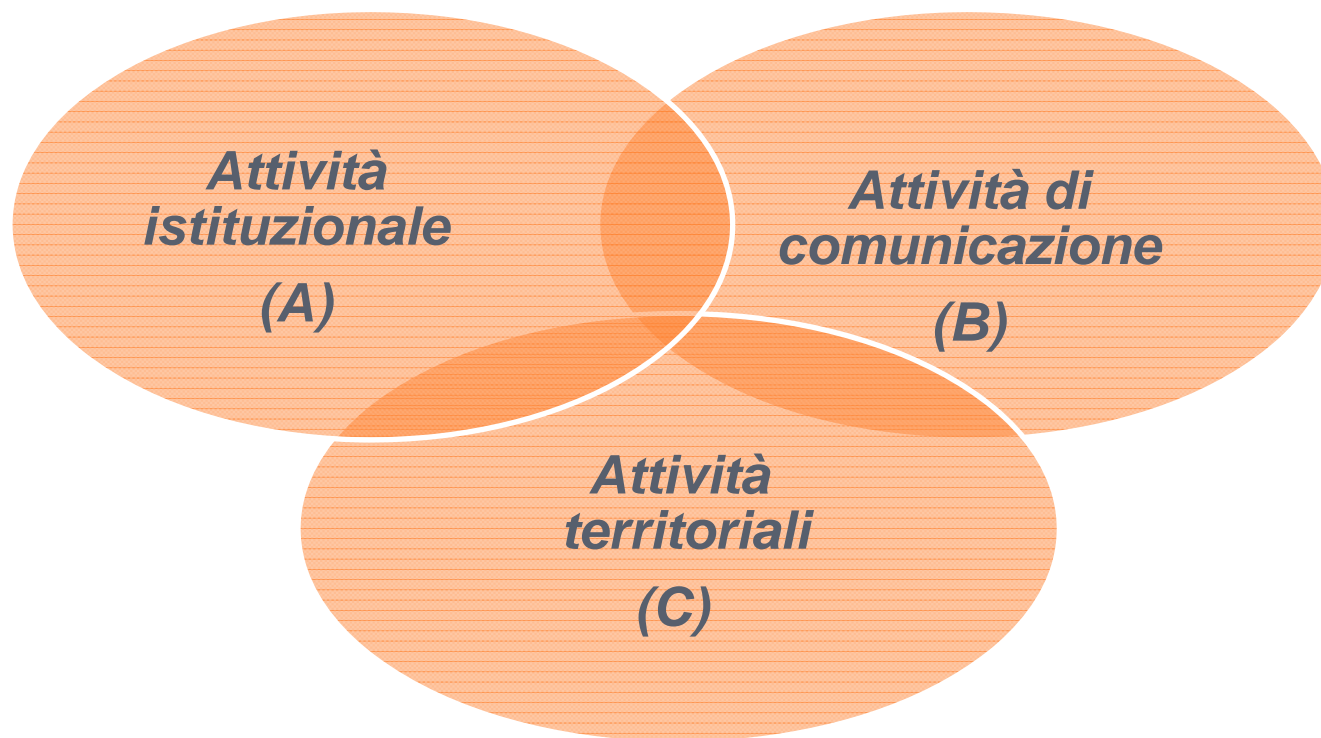 Attività
istituzionale
(A)
Attività di
comunicazione
(B)
Attività
territoriali
(C)